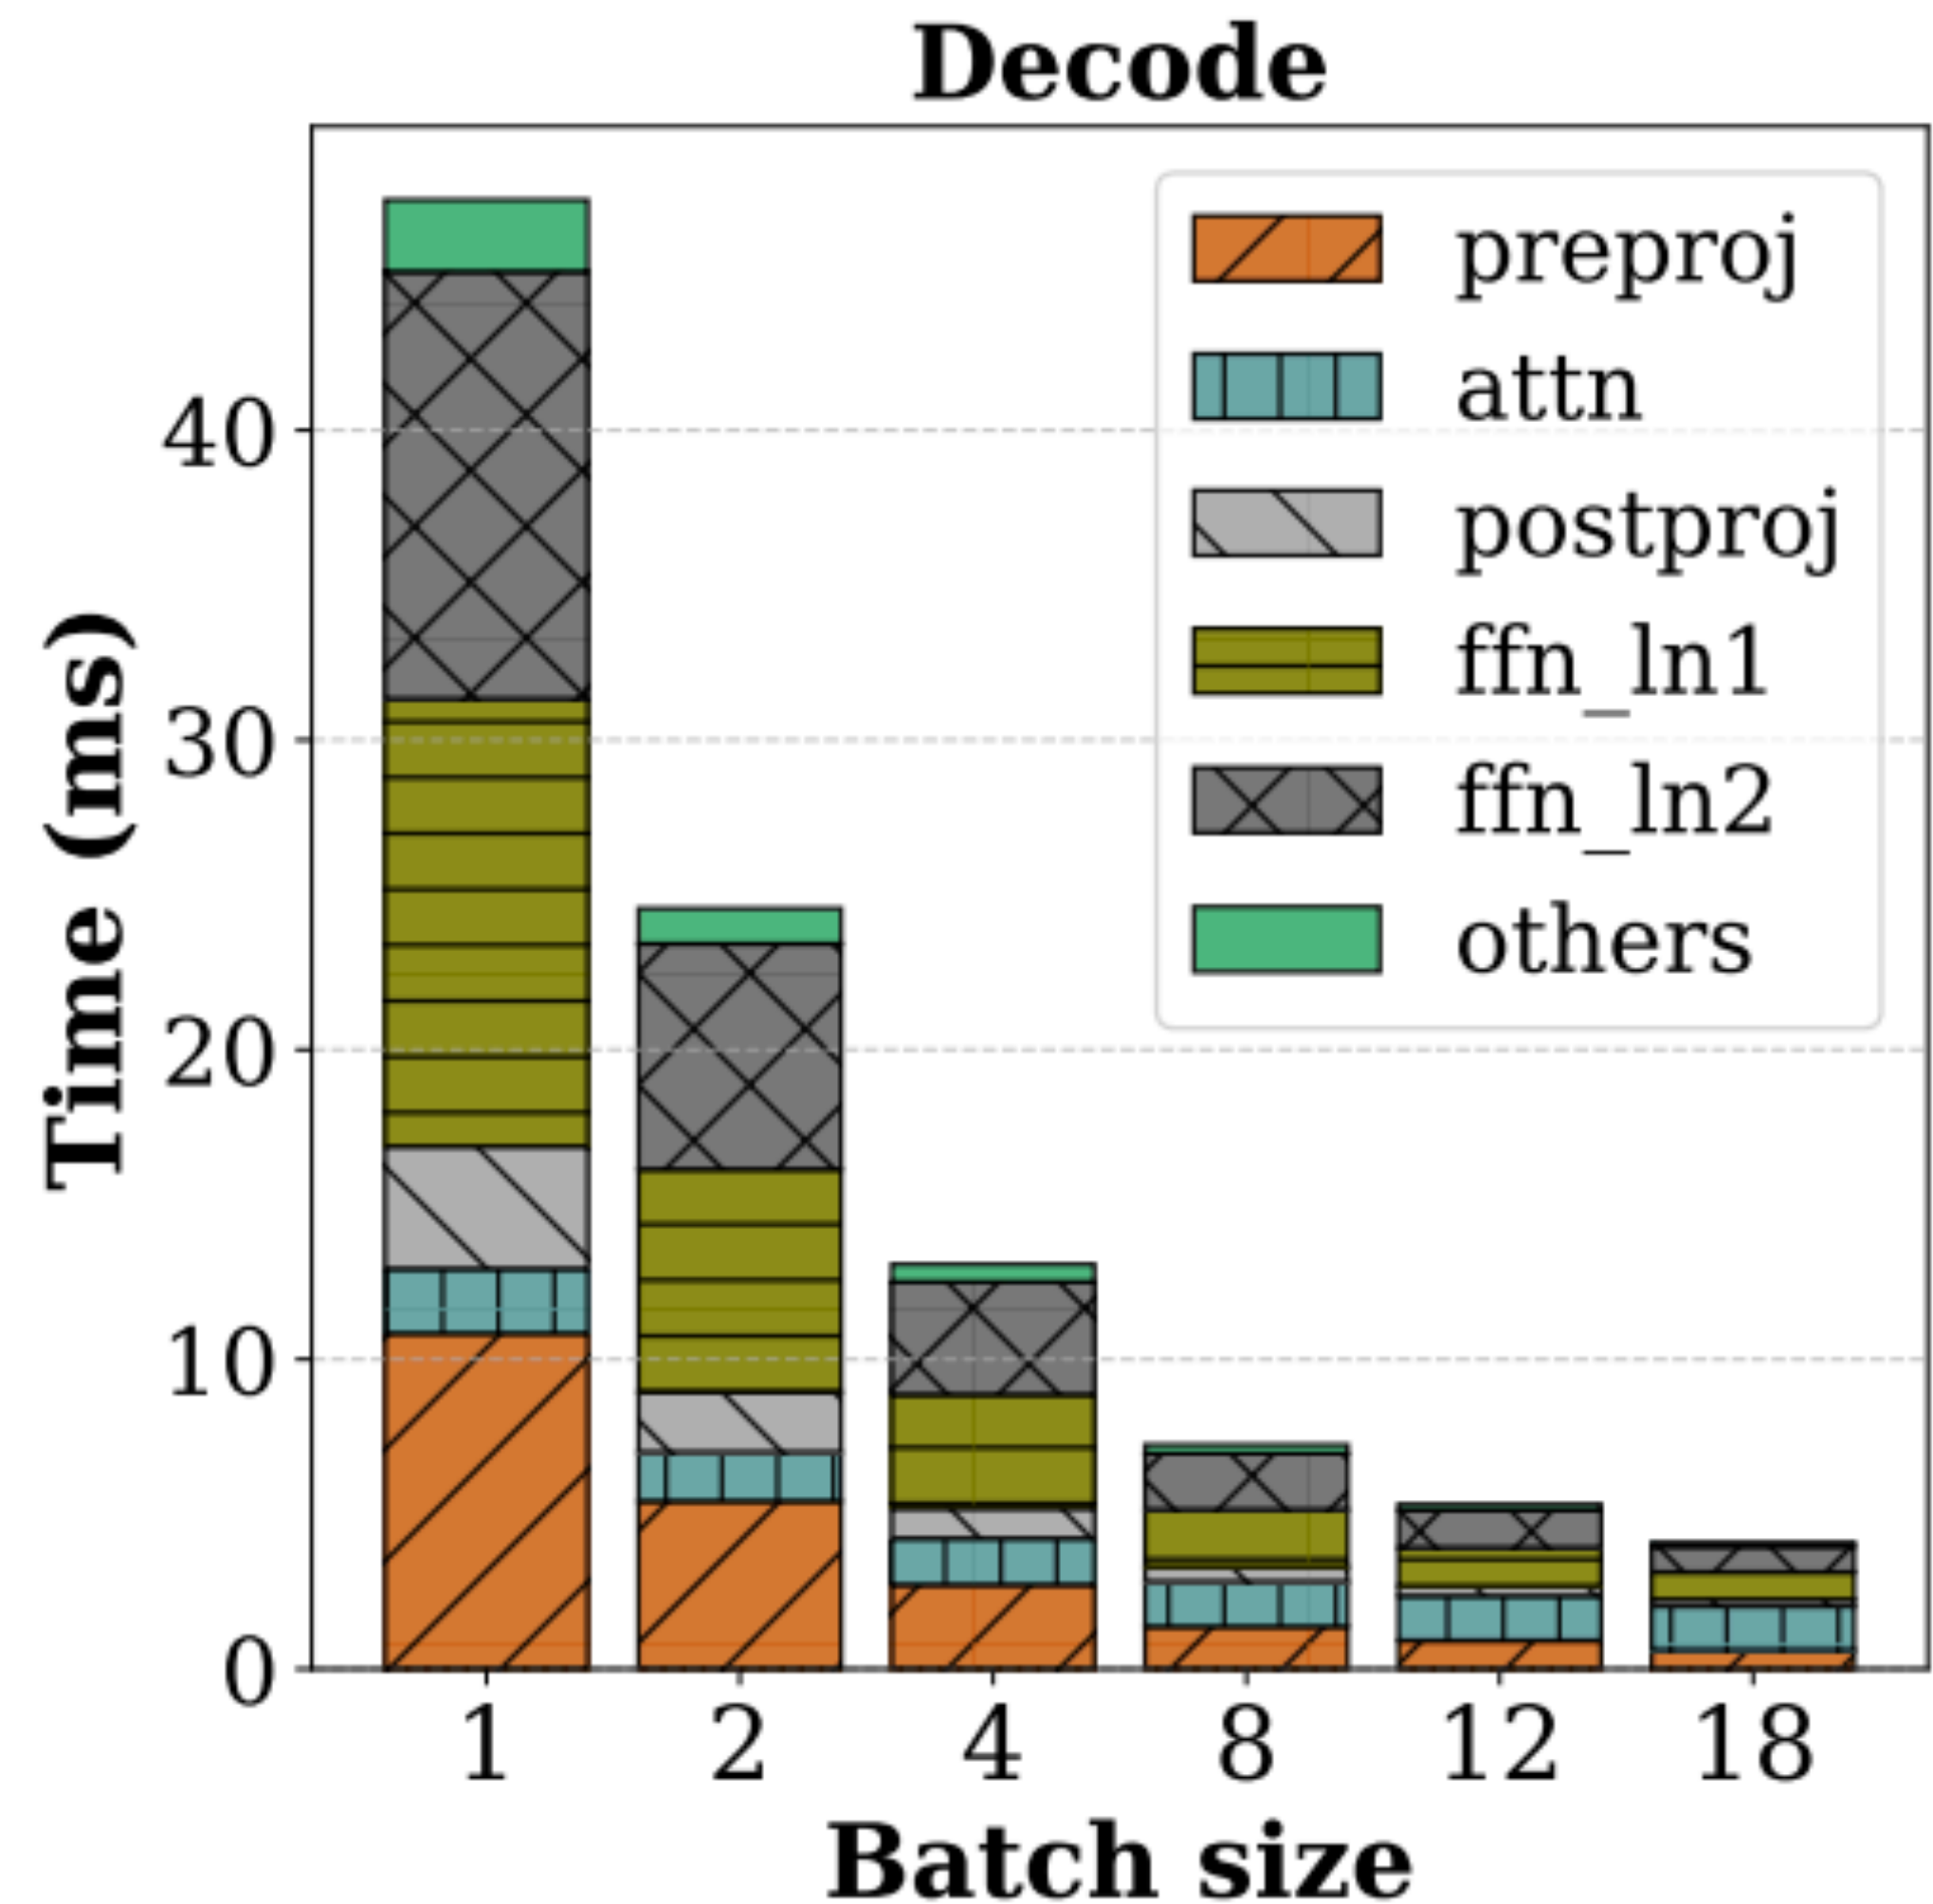 Decode
preproj
attn
postproj
ffn_ln1
ffn_ln2
others
Time (ms)
40
30
20
10
0
1 2 4 8 12 18
Batch size